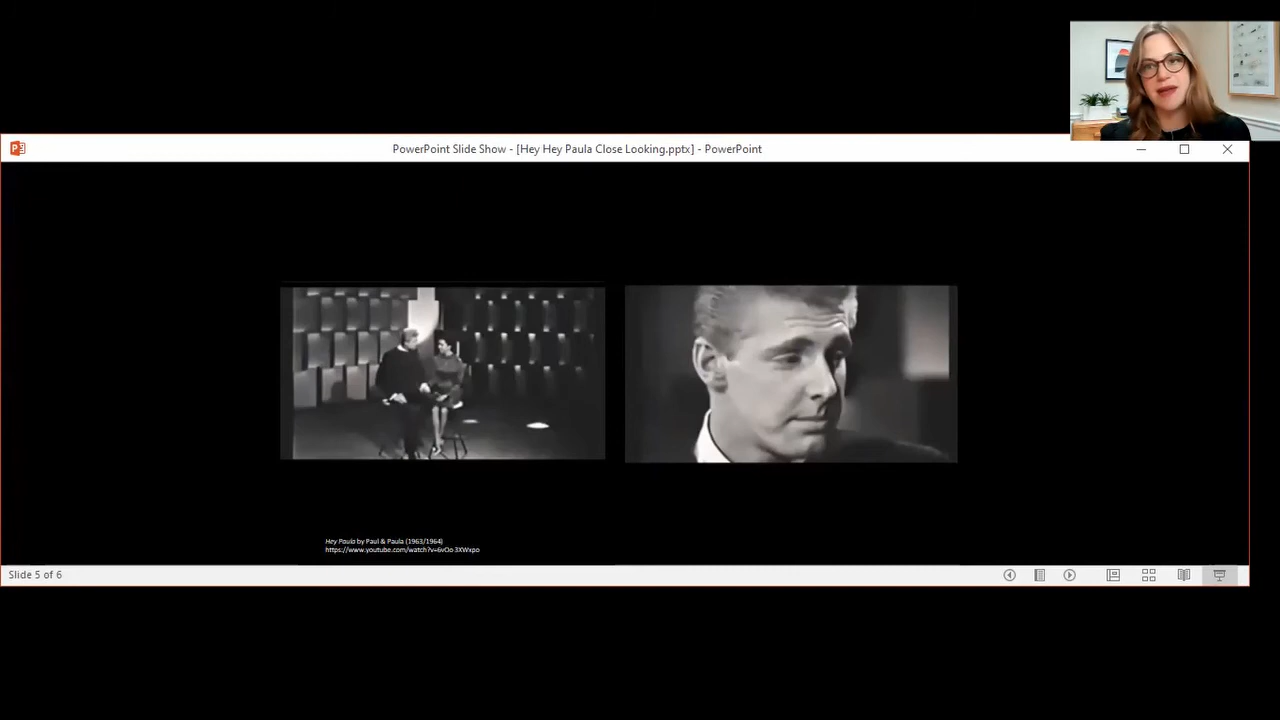 PowerPoint Slide Show - [Hey Hey Paula Close Looking.pptx] - PowerPoint
Hey Paula by Paul & Paula (1963/1964)
Slide 5 of 6